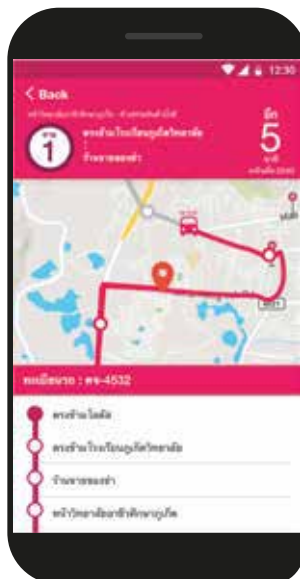 12:30
Back
สาย
1
ตรงข้ามโรงเรียนภูเก็ตวิทยาลัย
ร้านขายของชำ
อีก
5
นาที
4021
ทะเบียนรถ : คจ-4532
ตรงข้ามโลตัส
ตรงข้ามโรงเรียนภูเก็ตวิทยาลัย
ร้านขายของชำ
หน้าวิทยาลัยอาชีวศึกษาภูเก็ต